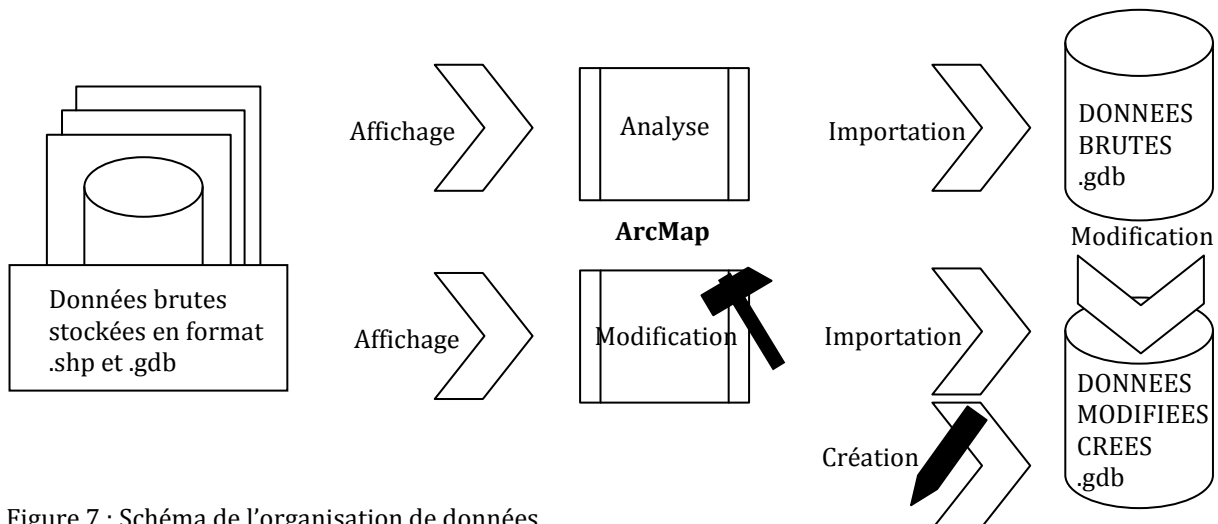 Affichage
Analyse
Importation
DONNEES
BRUTES
.gdb
ArcMap
Modification
Données brutes
stockées en format
.shp et .gdb
Affichage
Modification
Importation
DONNEES
MODIFIEES
CREES
.gdb
Création
Figure 7 : Schéma de l'organisation de données